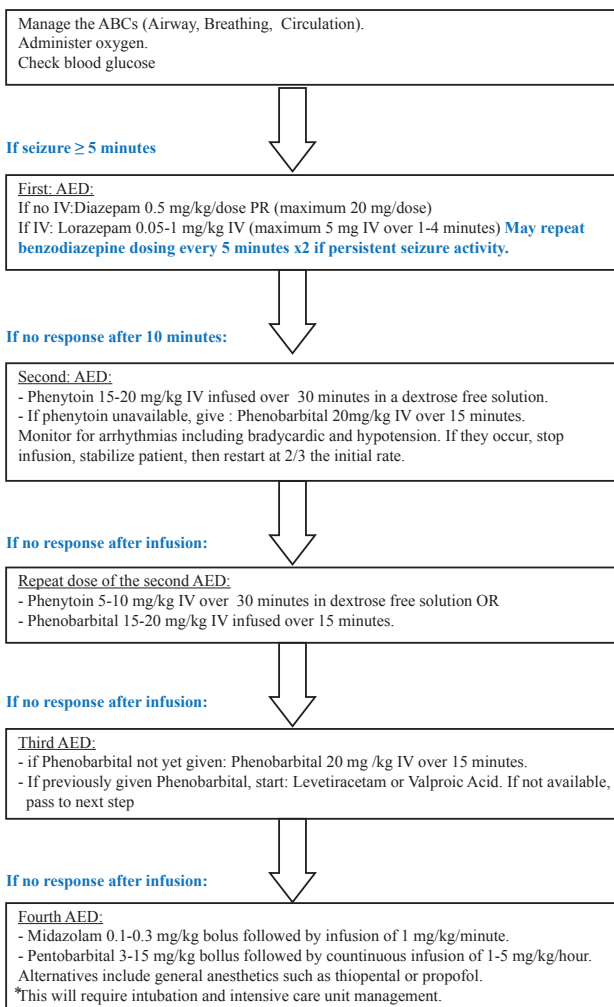 Manage the ABCs (Airway, Breathing, Circulation).
Administer oxygen.
Check blood glucose
If seizure ≥ 5 minutes
First: AED:
If no IV:Diazepam 0.5 mg/kg/dose PR (maximum 20 mg/dose)
If IV: Lorazepam 0.05-1 mg/kg IV (maximum 5 mg IV over 1-4 minutes) May repeat
benzodiazepine dosing every 5 minutes x2 if persistent seizure activity.
If no response after 10 minutes:
Second: AED:
- Phenytoin 15-20 mg/kg IV infused over 30 minutes in a dextrose free solution.
- If phenytoin unavailable, give : Phenobarbital 20mg/kg IV over 15 minutes.
Monitor for arrhythmias including bradycardic and hypotension. If they occur, stop
infusion, stabilize patient, then restart at 2/3 the initial rate.
If no response after infusion:
Repeat dose of the second AED:
- Phenytoin 5-10 mg/kg IV over 30 minutes in dextrose free solution OR
- Phenobarbital 15-20 mg/kg IV infused over 15 minutes.
If no response after infusion:
Third AED:
- if Phenobarbital not yet given: Phenobarbital 20 mg /kg IV over 15 minutes.
- If previously given Phenobarbital, start: Levetiracetam or Valproic Acid. If not available,
pass to next step
If no response after infusion:
Fourth AED:
- Midazolam 0.1-0.3 mg/kg bolus followed by infusion of 1 mg/kg/minute.
- Pentobarbital 3-15 mg/kg bollus followed by countinuous infusion of 1-5 mg/kg/hour.
Alternatives include general anesthetics such as thiopental or propofol.
*This will require intubation and intensive care unit management.